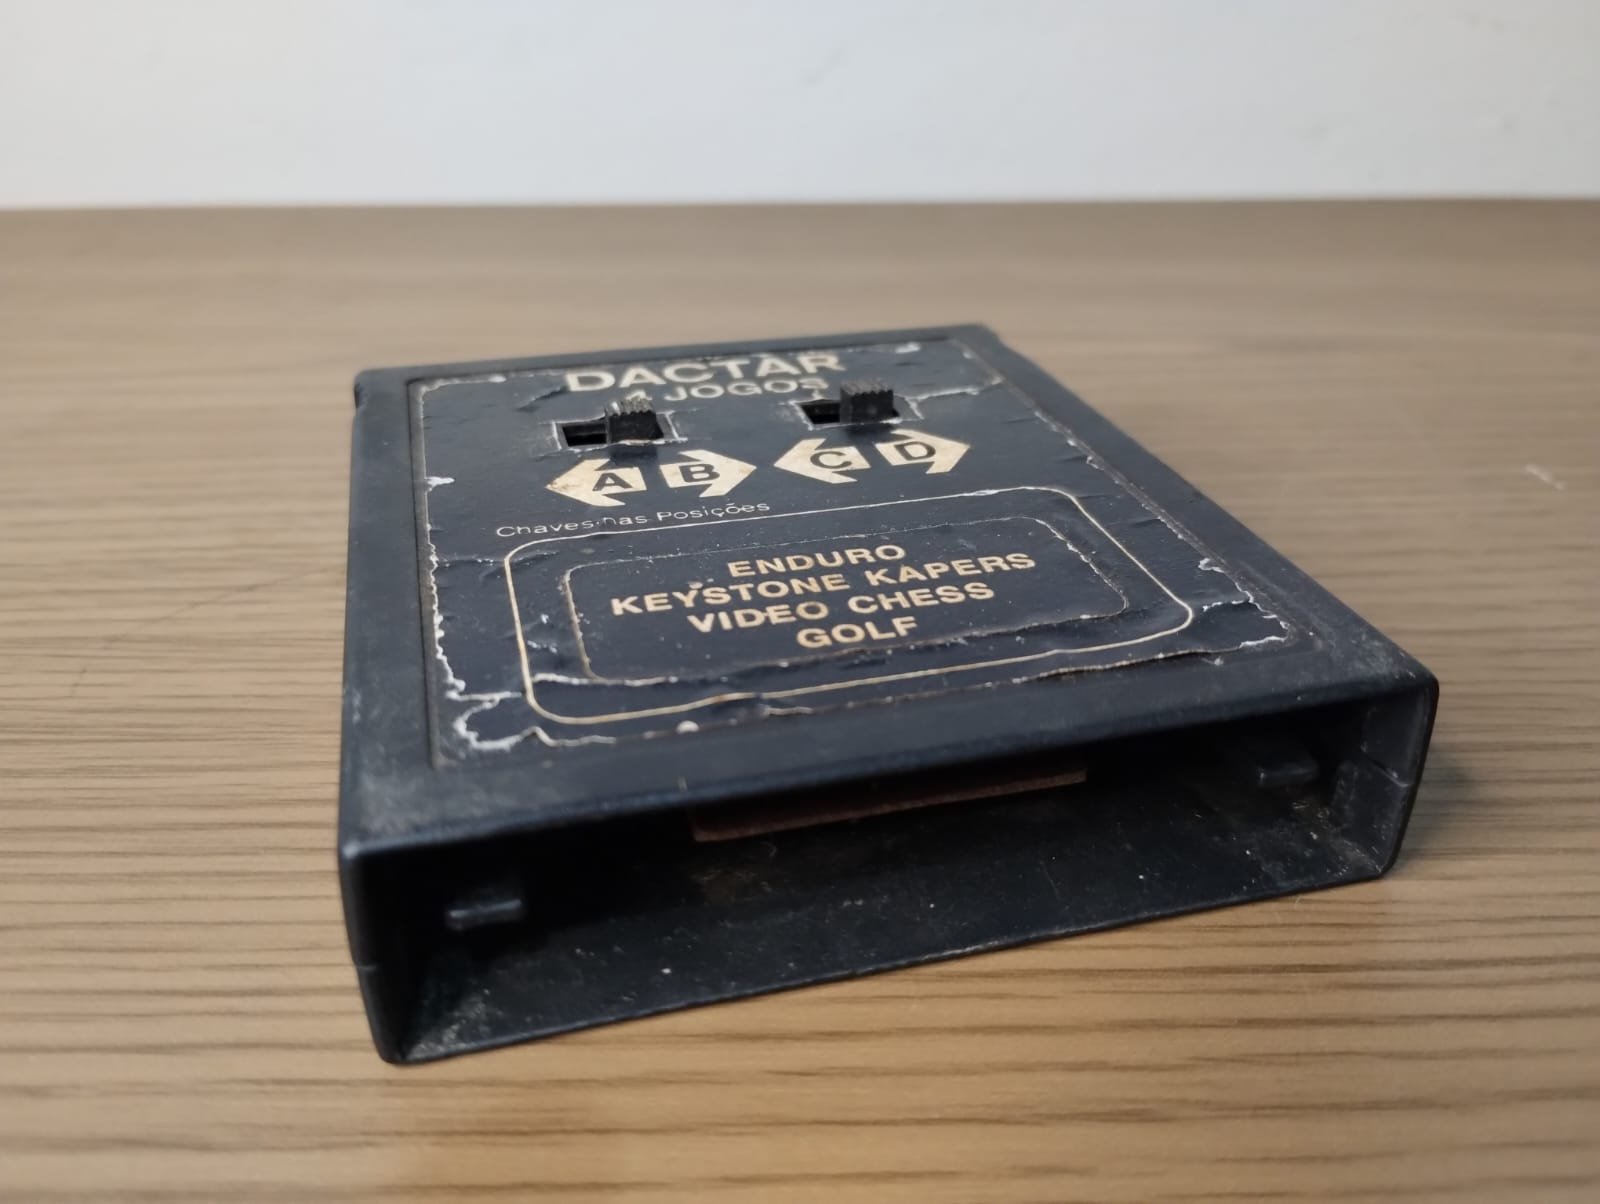 DACTAR
4 JOGOS
A B C D
Chaves nas Posições
ENDURO
KEYSTONE KAPERS
VIDEO CHESS
GOLF